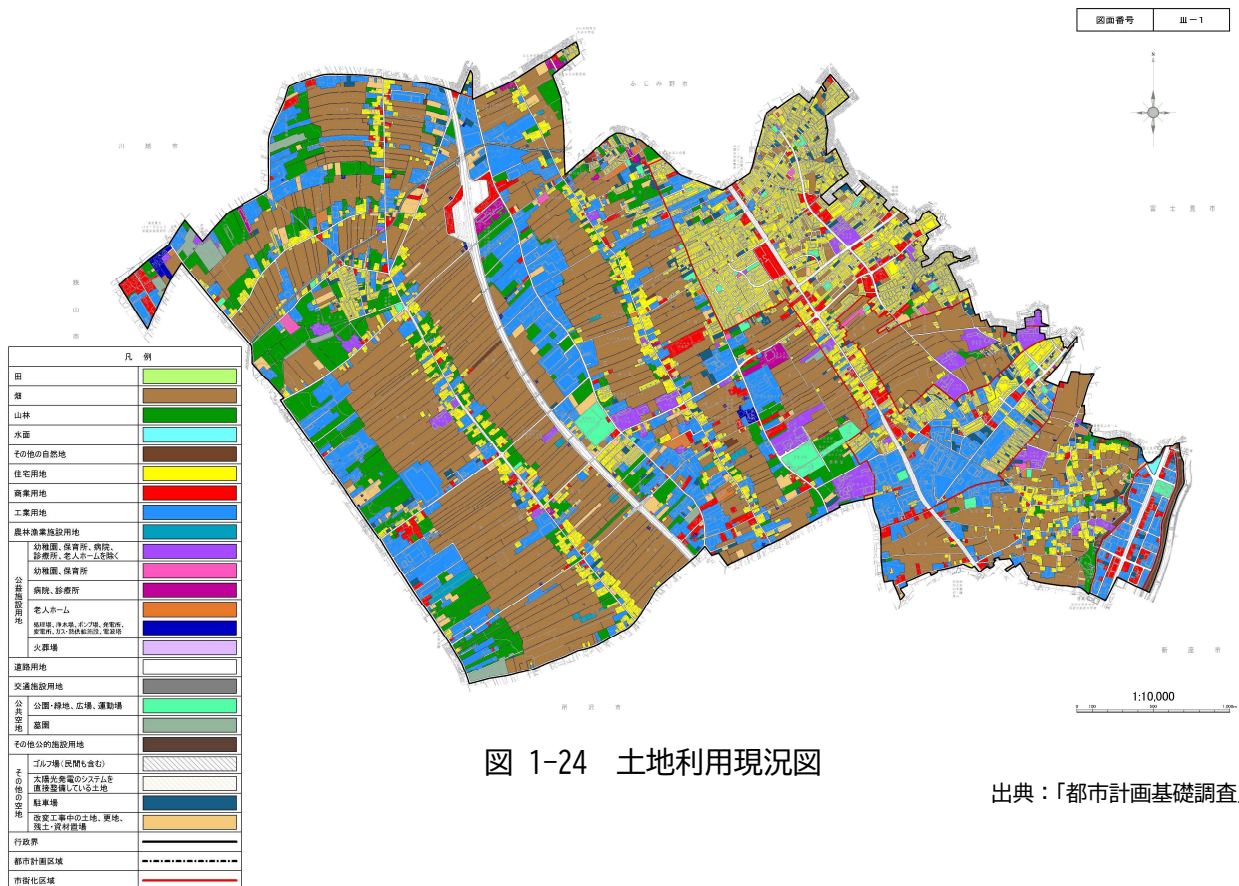 図面番号 Ⅲ-1
N
ふじみ野市
川越市
富士見市
狭山市
新座市
所沢市
凡 例
田
畑
山林
水面
その他の自然地
住宅用地
商業用地
工業用地
農林漁業施設用地
公益施設用地
幼稚園、保育所、病院、
診療所、老人ホームを除く
幼稚園、保育所
病院、診療所
老人ホーム
処理場、浄水場、ポンプ場、発電所、
変電所、ガス・熱供給施設、電波塔
火葬場
道路用地
交通施設用地
公共空地
公園・緑地、広場、運動場
墓園
その他公的施設用地
その他の空地
ゴルフ場(民間も含む)
太陽光発電のシステムを
直接整備している土地
駐車場
改変工事中の土地、更地、
残土・資材置場
行政界
都市計画区域
市街化区域
1:10,000
0 100 500 1,000m
図 1-24 土地利用現況図
出典：「都市計画基礎調査」